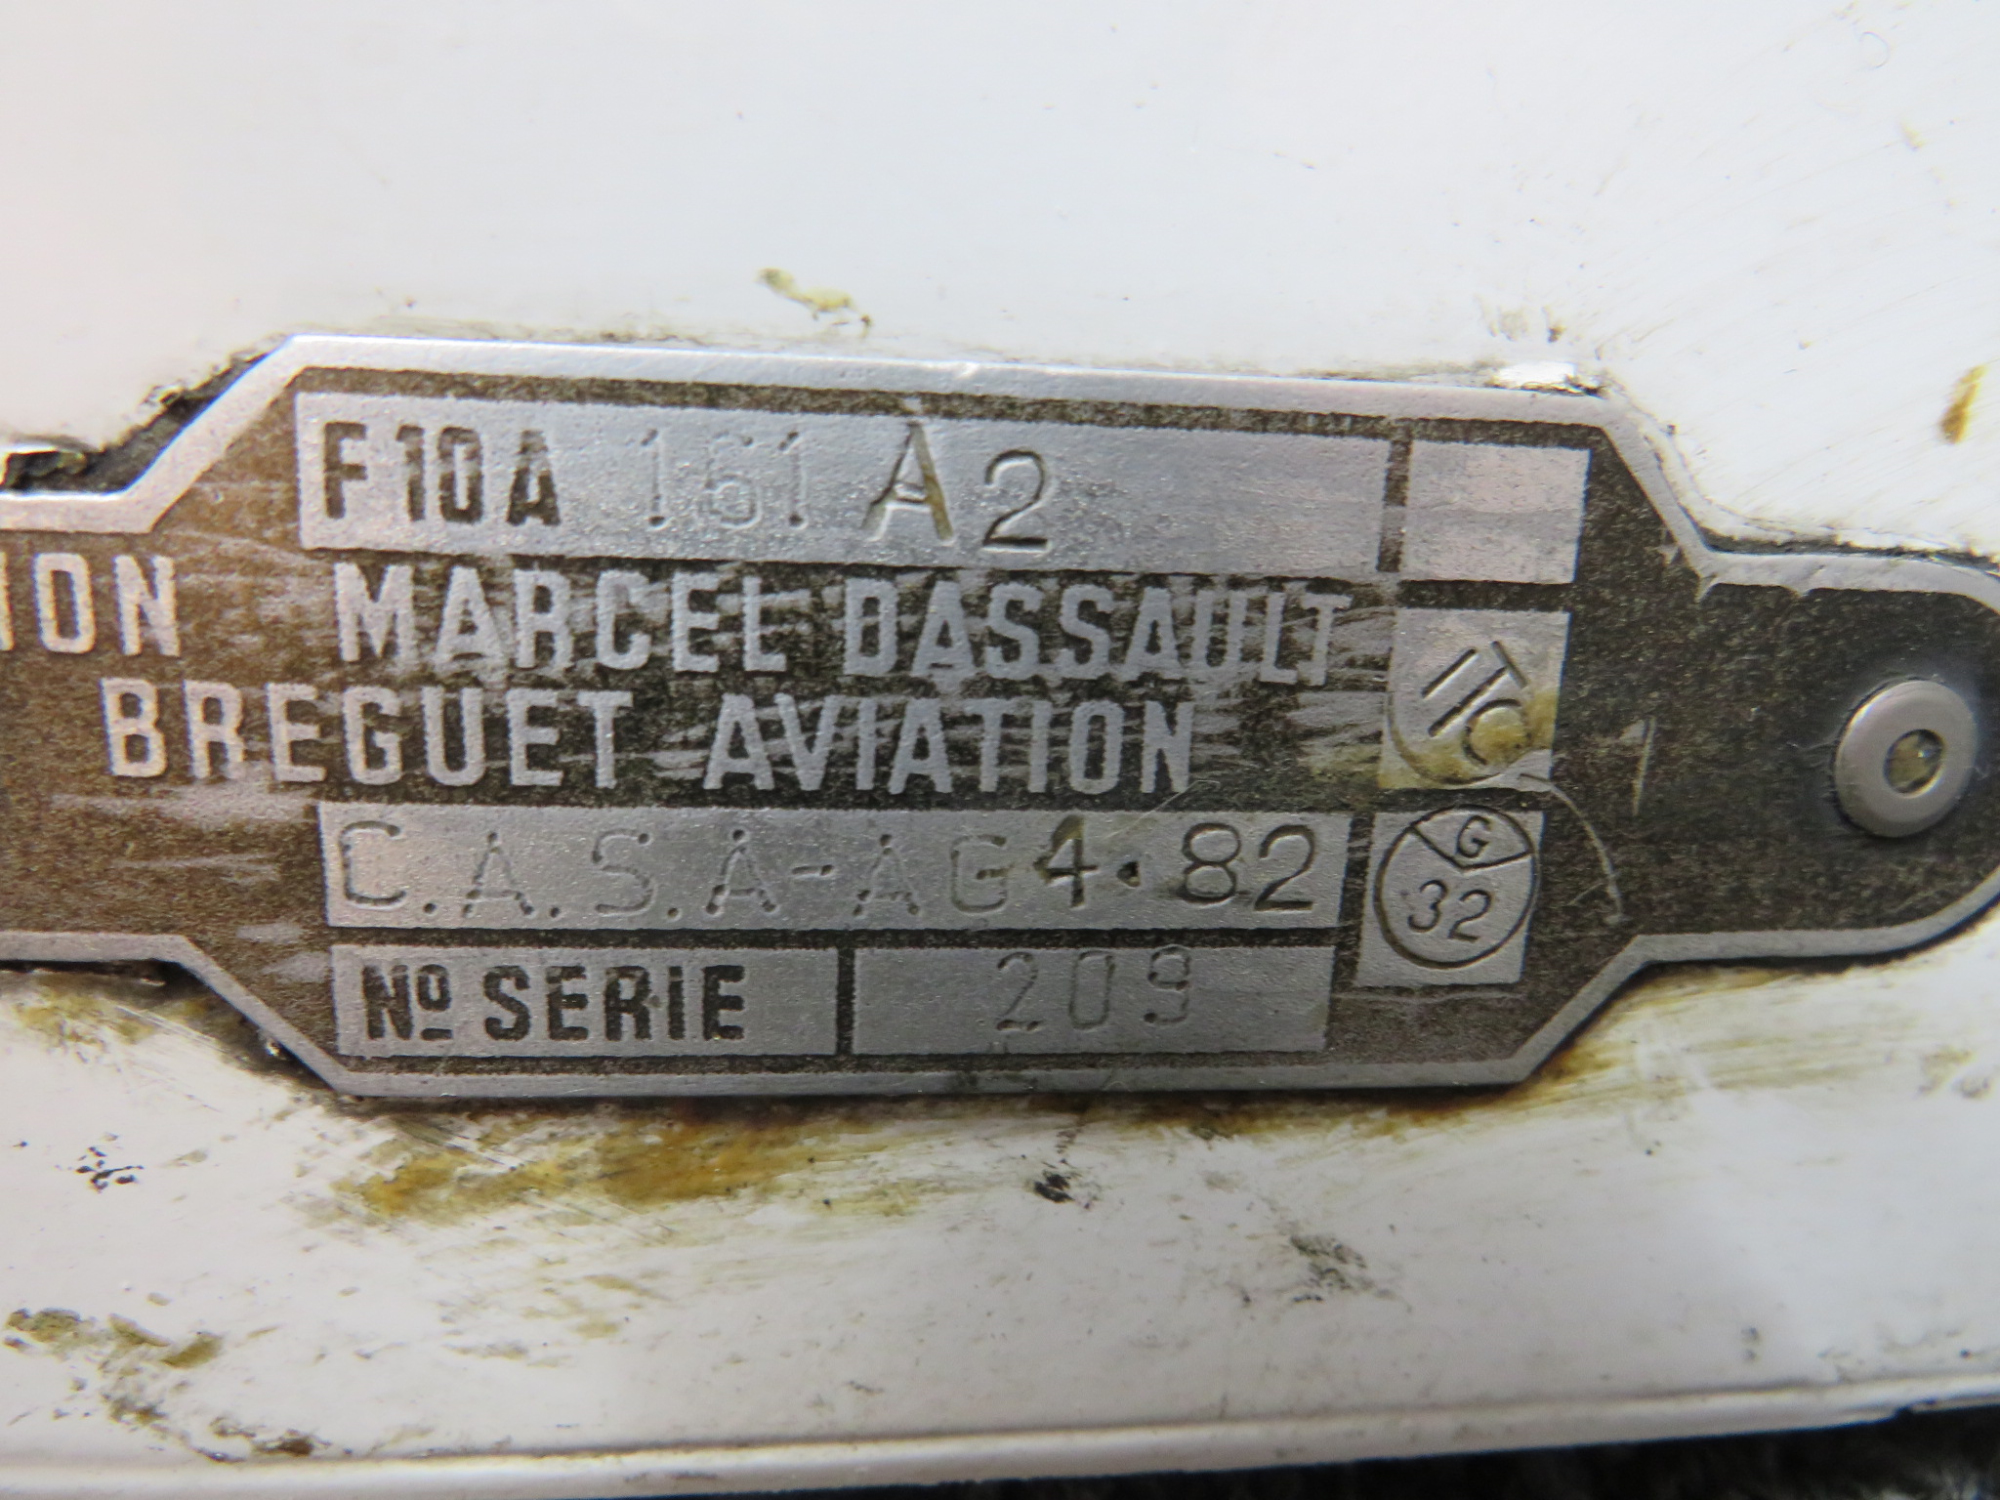 F10A 161 A2
ION MARCEL DASSAULT
BREGUET AVIATION
C.A.S.A-AG 4.82
G
32
Nº SERIE 209